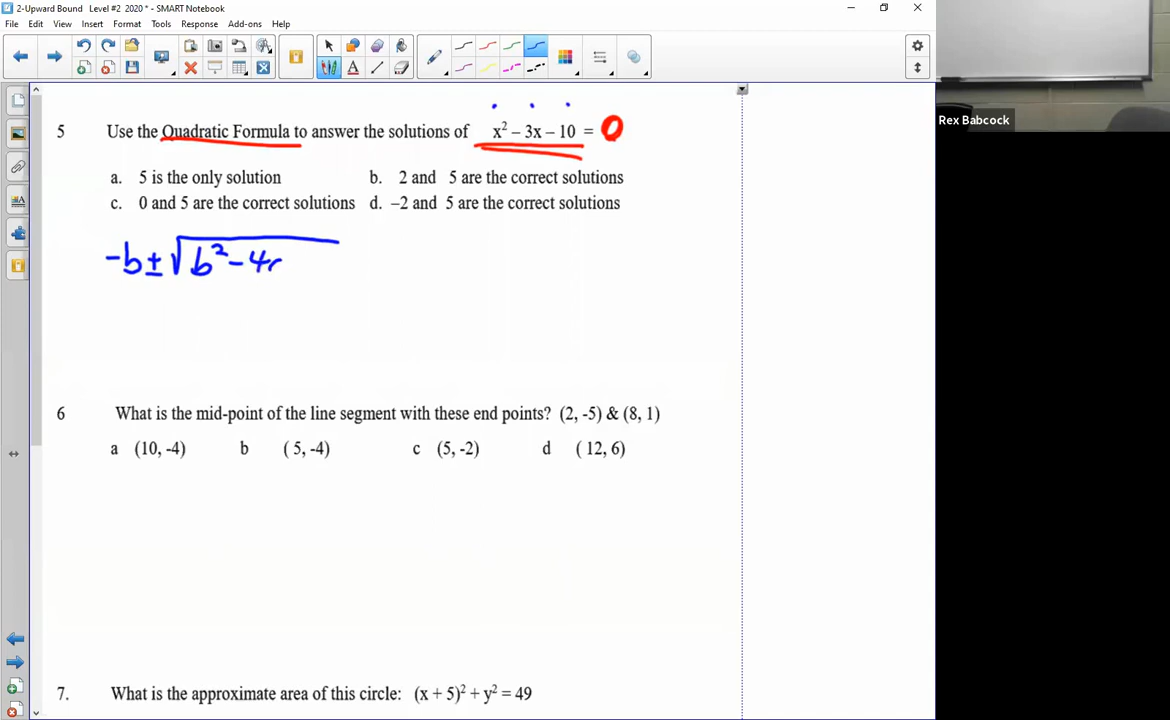 2-Upward Bound Level #2 2020 * - SMART Notebook
File Edit View Insert Format Tools Response Add-ons Help
Rex Babcock
5 Use the Quadratic Formula to answer the solutions of x² – 3x – 10 = 0
a. 5 is the only solution b. 2 and 5 are the correct solutions
c. 0 and 5 are the correct solutions d. –2 and 5 are the correct solutions
-b ± √b² - 4
6 What is the mid-point of the line segment with these end points? (2, -5) & (8, 1)
a (10, -4) b ( 5, -4) c (5, -2) d ( 12, 6)
7. What is the approximate area of this circle: (x + 5)² + y² = 49